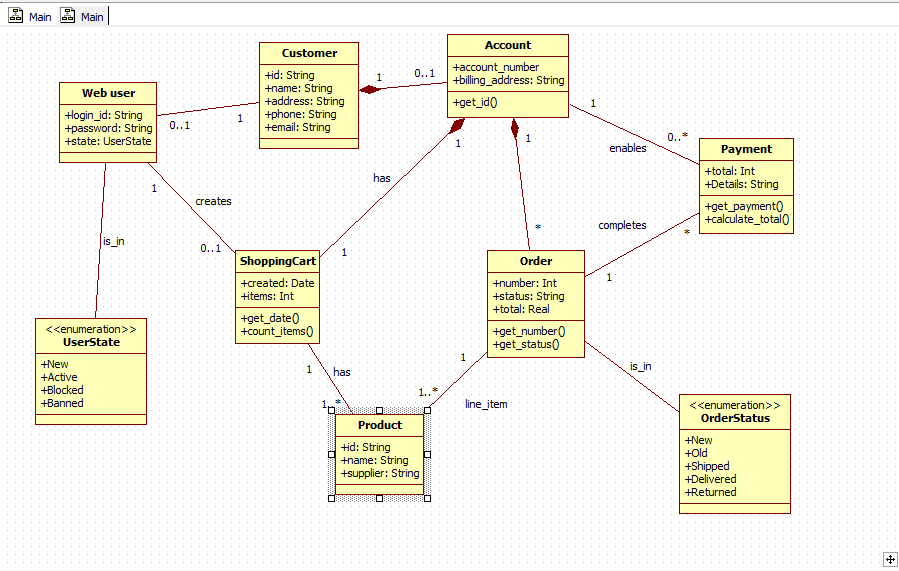 Main
Main
Customer
+id: String
+name: String
+address: String
+phone: String
+email: String
1
0..1
Account
+account_number
+billing_address: String
+get_id()
Web user
+login_id: String
+password: String
+state: UserState
0..1
1
1
enables
0..*
Payment
+total: Int
+Details: String
+get_payment()
+calculate_total()
1
has
1
1
*
1
creates
0..1
completes
*
1
is_in
ShoppingCart
+created: Date
+items: Int
+get_date()
+count_items()
Order
+number: Int
+status: String
+total: Real
+get_number()
+get_status()
<<enumeration>>
UserState
+New
+Active
+Blocked
+Banned
1
has
1..*
1
1..*
line_item
is_in
Product
+id: String
+name: String
+supplier: String
<<enumeration>>
OrderStatus
+New
+Old
+Shipped
+Delivered
+Returned